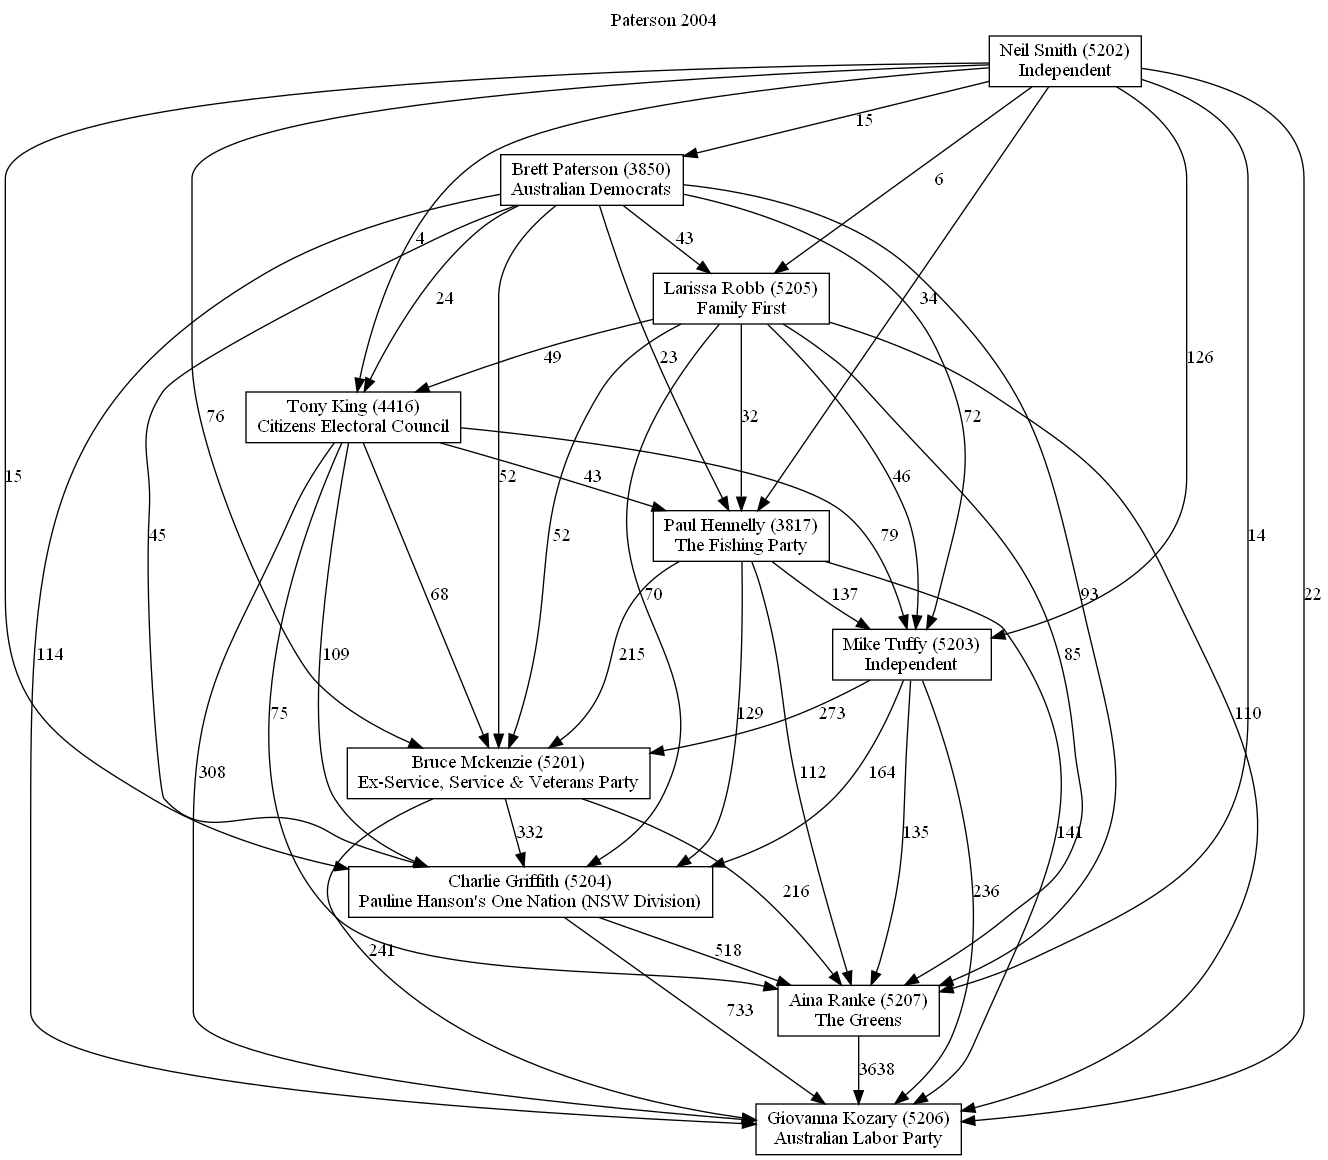 Paterson 2004
Neil Smith (5202)
Independent
15
Brett Paterson (3850)
Australian Democrats
6
4
43
24
Larissa Robb (5205)
Family First
34
49
23
126
Tony King (4416)
Citizens Electoral Council
76
32
72
15
52
43
46
Paul Hennelly (3817)
The Fishing Party
45
52
79
14
68
70
137
93
22
Mike Tuffy (5203)
Independent
114
109
215
85
75
129
273
110
Bruce Mckenzie (5201)
Ex-Service, Service & Veterans Party
308
112
164
332
135
141
Charlie Griffith (5204)
Pauline Hanson's One Nation (NSW Division)
216
236
241
518
Aina Ranke (5207)
The Greens
733
3638
Giovanna Kozary (5206)
Australian Labor Party